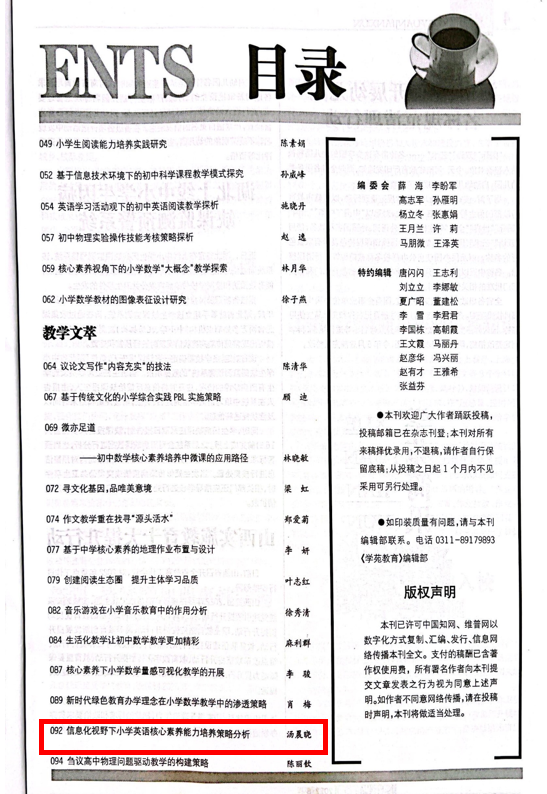 ENTS 目录
049 小学生阅读能力培养实践研究 陈素娟
052 基于信息技术环境下的初中科学课程教学模式探究 孙咸峰
054 英语学习活动观下的初中英语阅读教学探析 施晓丹
057 初中物理实验操作技能考核策略探析 赵逸
059 核心素养视角下的小学数学“大概念”教学探索 林月华
062 小学数学教材的图像表征设计研究 徐子燕
教学文萃
064 议论文写作“内容充实”的技法 陈清华
067 基于传统文化的小学综合实践 PBL 实施策略 顾迪
069 微亦足道
——初中数学核心素养培养中微课的应用路径 林晓敏
072 寻文化基因,品唯美意境 梁虹
074 作文教学重在找寻“源头活水” 郑爱菊
077 基于中学核心素养的地理作业布置与设计 李妍
079 创建阅读生态圈 提升主体学习品质 叶志红
082 音乐游戏在小学音乐教育中的作用分析 徐秀清
084 生活化教学让初中数学教学更加精彩 麻利群
087 核心素养下小学数学量感可视化教学的开展 李骏
089 新时代绿色教育办学理念在小学数学教学中的渗透策略 肖梅
092 信息化视野下小学英语核心素养能力培养策略分析 汤晨晓
094 刍议高中物理问题驱动教学的构建策略 陈丽钦
编委会 薛海 李盼军
高志军 孙雁明
杨立冬 张惠娟
王月兰 许莉
马朋微 王泽英
特约编辑 唐闪闪 王志利
刘立立 李娜敏
夏广昭 董建松
李雪 李君君
李国栋 高朝霞
王文霞 马丽丹
赵彦华 冯兴丽
赵有才 王雅希
张益芬
●本刊欢迎广大作者踊跃投稿,
投稿邮箱已在杂志刊登;本刊对所有
来稿择优录用,不退稿,请作者自行保
留底稿;从投稿之日起1个月内不见
采用可另行处理。
●如印装质量有问题,请与本刊
编辑部联系。电话 0311-89179893
《学苑教育》编辑部
版权声明
本刊已许可中国知网、维普网以
数字化方式复制、汇编、发行、信息网
络传播本刊全文。支付的稿酬已含著
作权使用费，所有署名作者向本刊提
交文章发表之行为视为同意上述声
明。如作者不同意网络传播,请在投稿
时声明,本刊将做适当处理。